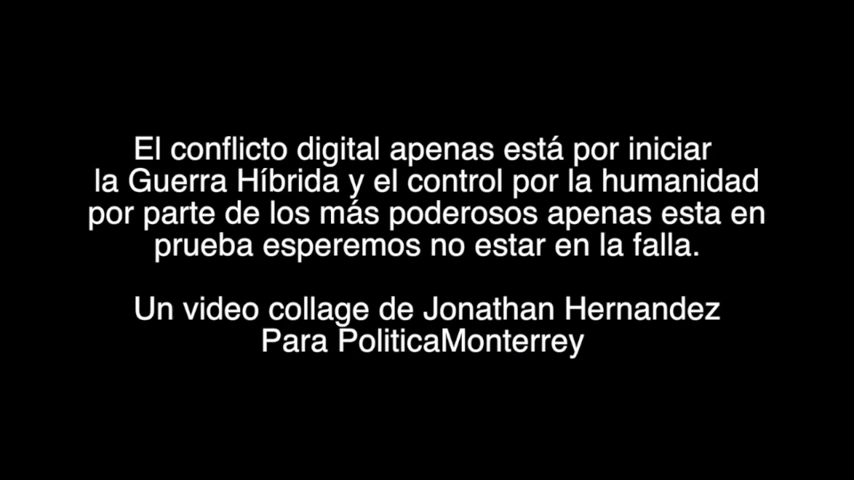 El conflicto digital apenas está por iniciar
la Guerra Híbrida y el control por la humanidad
por parte de los más poderosos apenas esta en
prueba esperemos no estar en la falla.
Un video collage de Jonathan Hernandez
Para PoliticaMonterrey